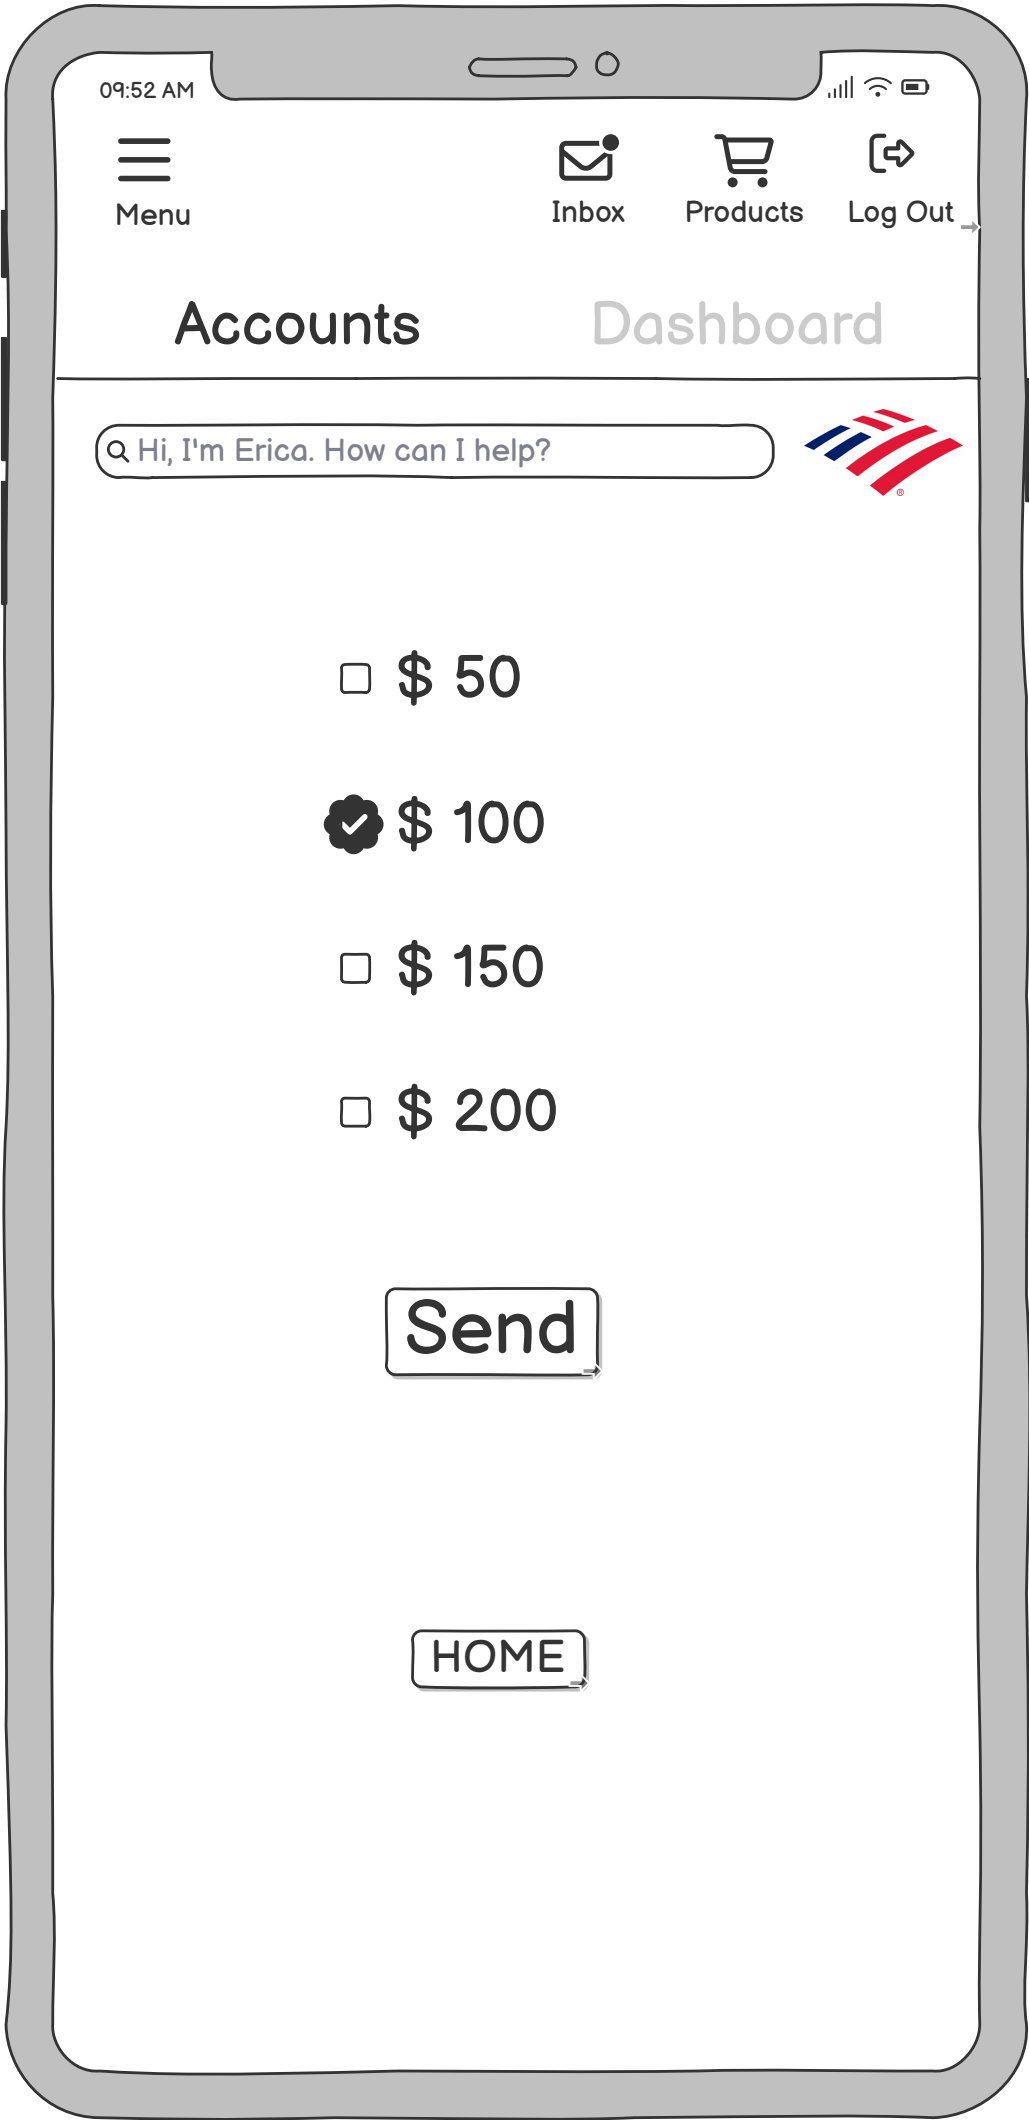 09:52 AM
Menu
Inbox
Products
Log Out
Accounts
Dashboard
Hi, I'm Erica. How can I help?
®
$ 50
$ 100
$ 150
$ 200
Send
HOME